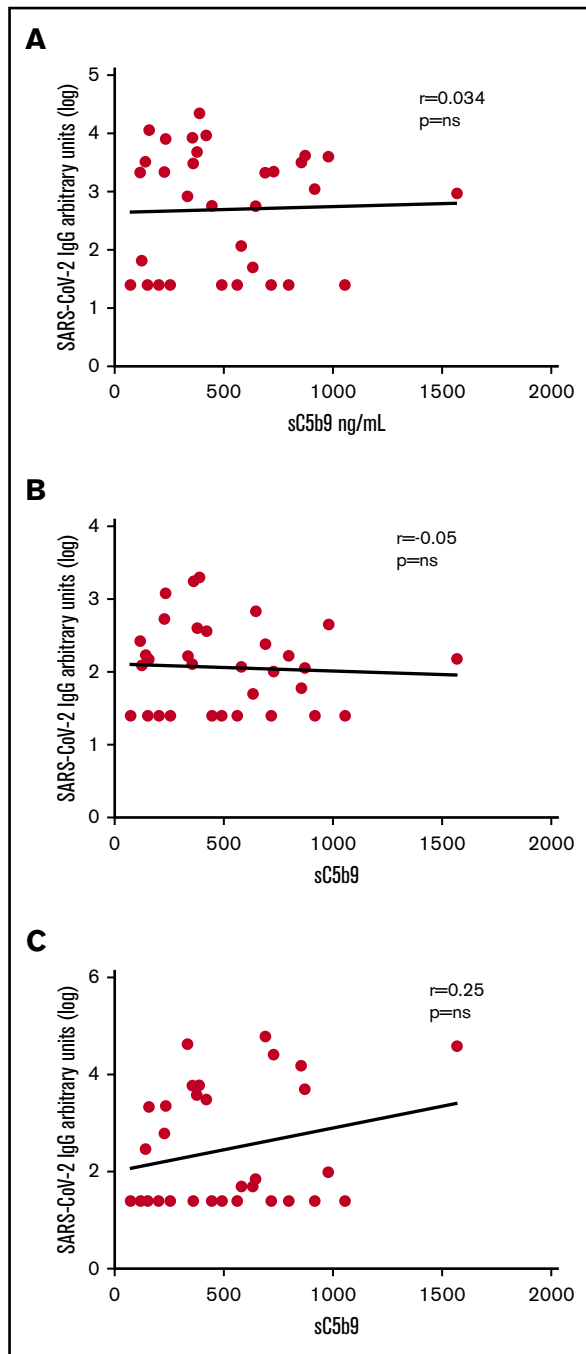 A
SARS-CoV-2 IgG arbitrary units (log)
5
4
3
2
1
0
r=0.034
p=ns
0 500 1000 1500 2000
sC5b9 ng/mL
B
SARS-CoV-2 IgG arbitrary units (log)
4
3
2
1
0
r=-0.05
p=ns
0 500 1000 1500 2000
sC5b9
C
SARS-CoV-2 IgG arbitrary units (log)
6
4
2
0
r=0.25
p=ns
0 500 1000 1500 2000
sC5b9